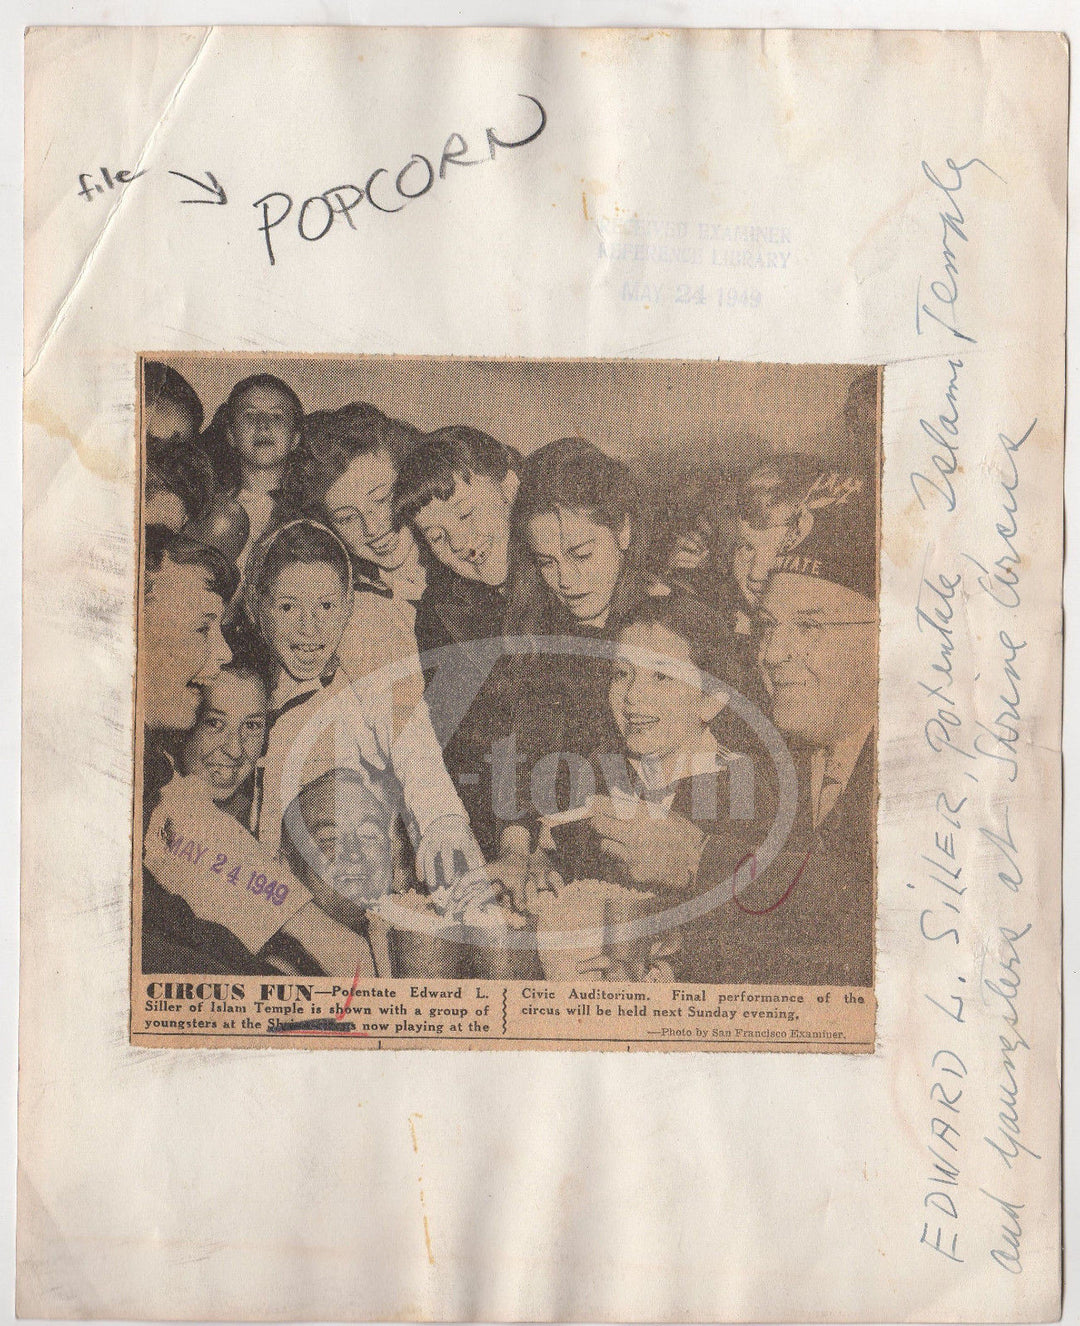 file → POPCORN
RECEIVED EXAMINER
REFERENCE LIBRARY
MAY 24 1949
TATE
K-town
MAY 24 1949
CIRCUS FUN—Potentate Edward L.
Siller of Islam Temple is shown with a group of
youngsters at the now playing at the
Civic Auditorium. Final performance of the
circus will be held next Sunday evening.
—Photo by San Francisco Examiner.
EDWARD L. SillER, Potentate Islam Temple
and youngsters at Shrine Circus